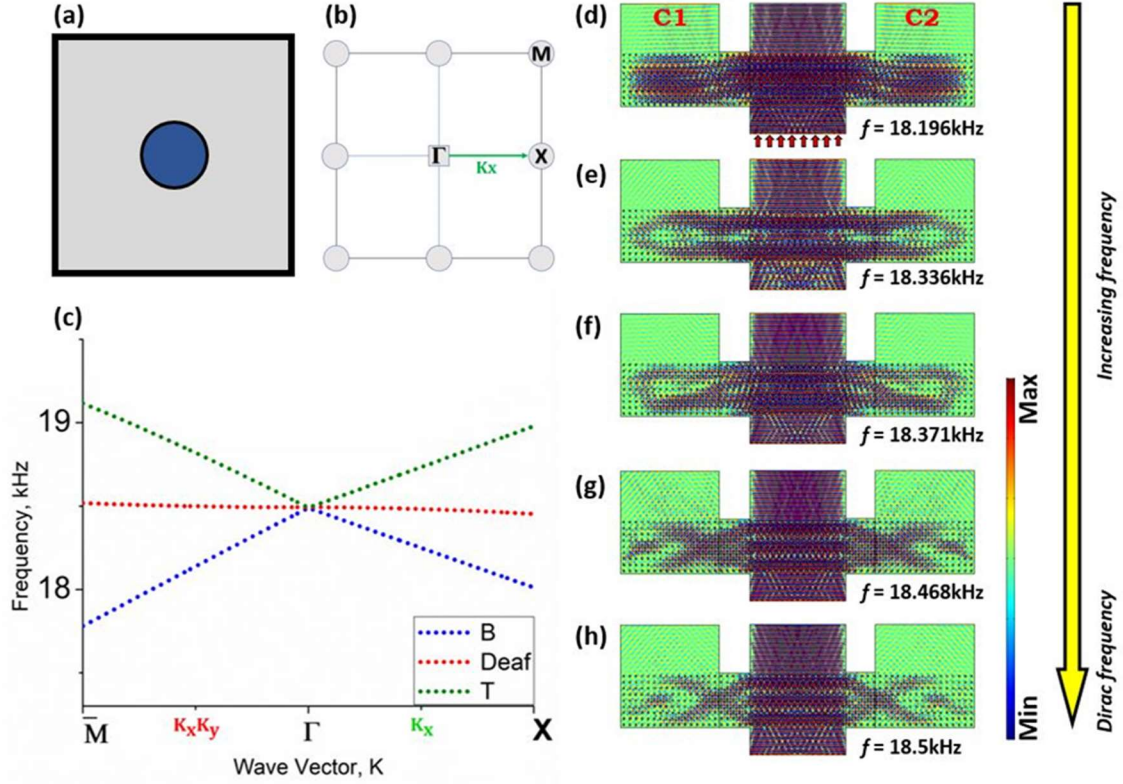 (a)
(b)
M
Γ
X
Kx
(c)
19
18
Frequency, kHz
B
Deaf
T
M̄
KxKy
Γ
Kx
X
Wave Vector, K
(d)
C1
C2
f = 18.196kHz
(e)
f = 18.336kHz
(f)
f = 18.371kHz
(g)
f = 18.468kHz
(h)
f = 18.5kHz
Max
Min
Increasing frequency
Dirac frequency